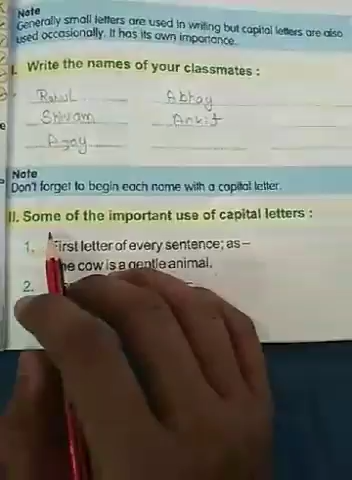 Note
Generally small letters are used in writing but capital letters are also
used occasionally. It has its own importance.
I. Write the names of your classmates :
Rahul Abhay
Shivam Ankit
Ajay
Note
Don't forget to begin each name with a capital letter.
II. Some of the important use of capital letters :
1. First letter of every sentence; as –
he cow is a gentle animal.
2.